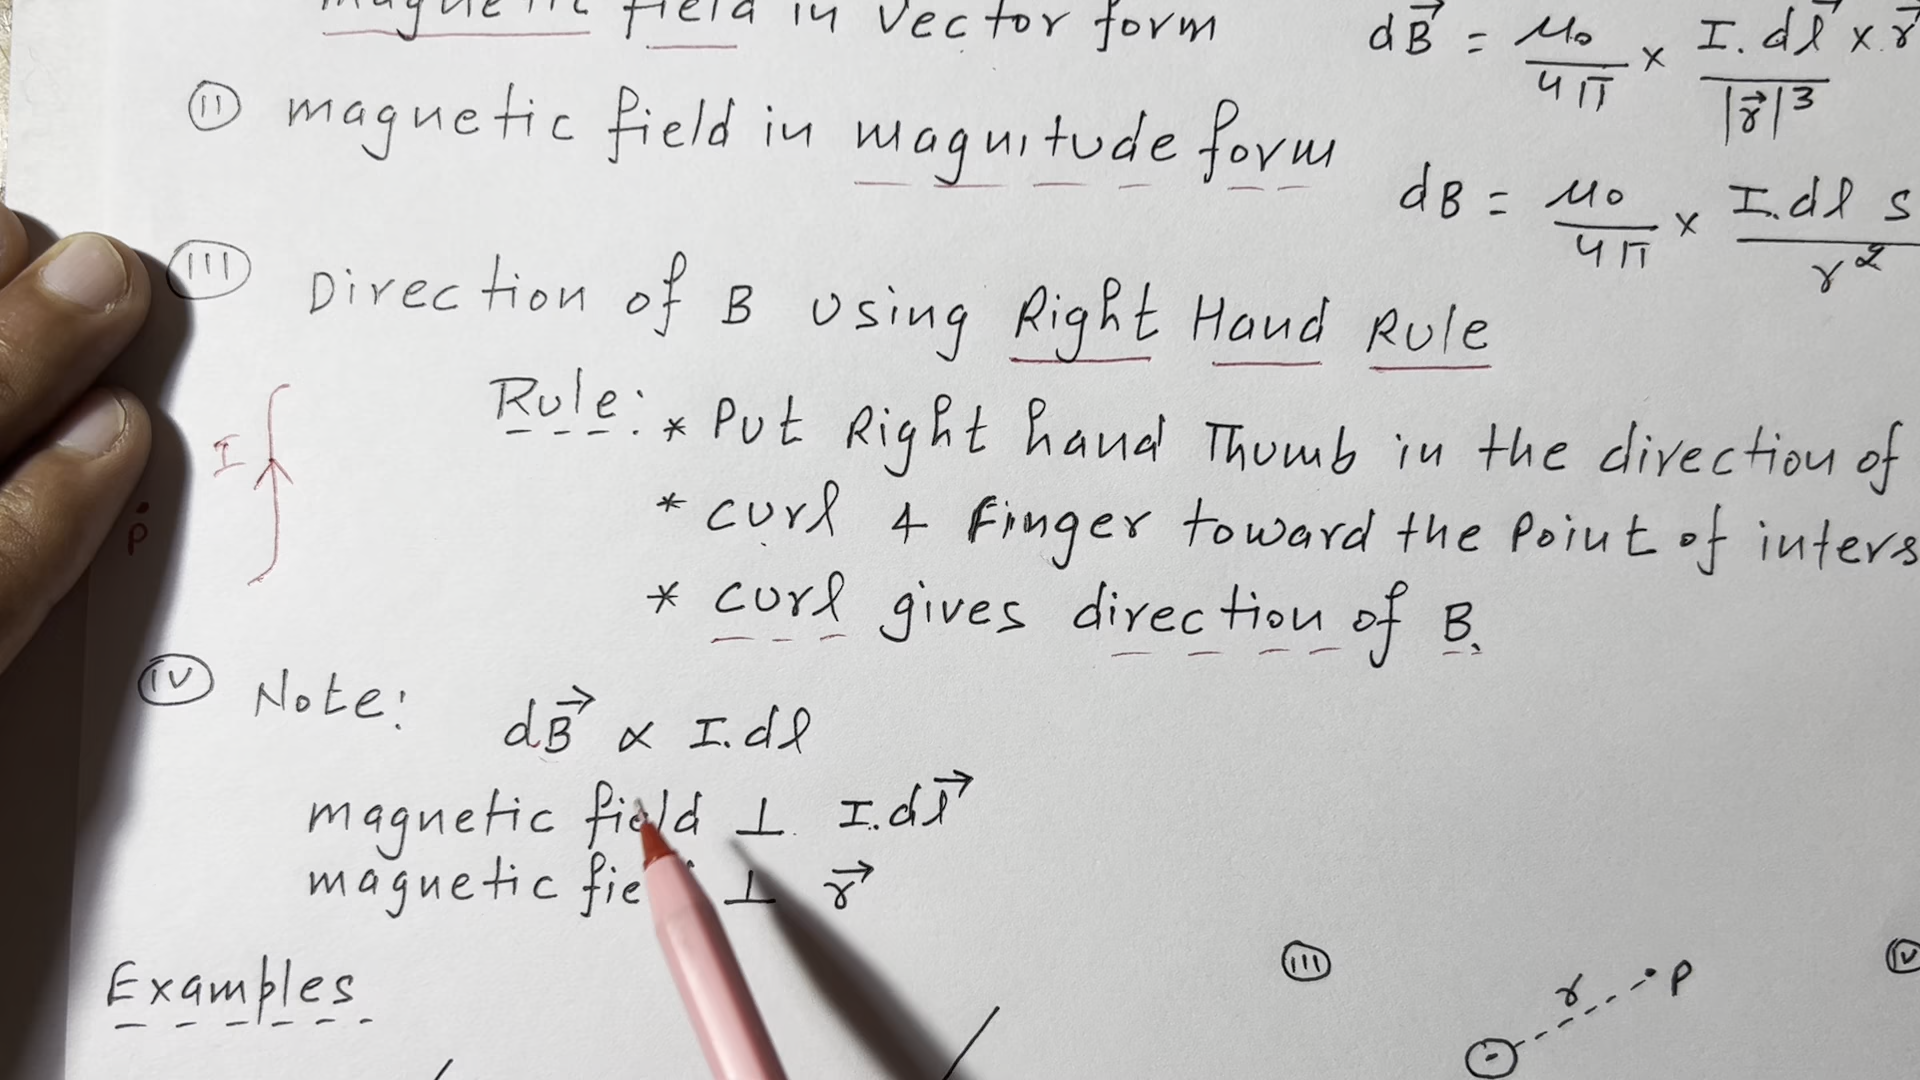 magnetic field in Vector form
dB⃗ = μ₀/4π × I.dl⃗ × r⃗/|r⃗|³
(ii) magnetic field in magnitude form
dB = μ₀/4π × I.dl s/r²
(iii) Direction of B using Right Hand Rule
Rule: * Put Right hand Thumb in the direction of
* curl 4 Finger toward the Point of inters
* curl gives direction of B.
I
P
(iv) Note: dB⃗ ∝ I.dl
magnetic field ⊥ I.dl⃗
magnetic fie ⊥ r⃗
Examples
(iii)
(iv)
r P